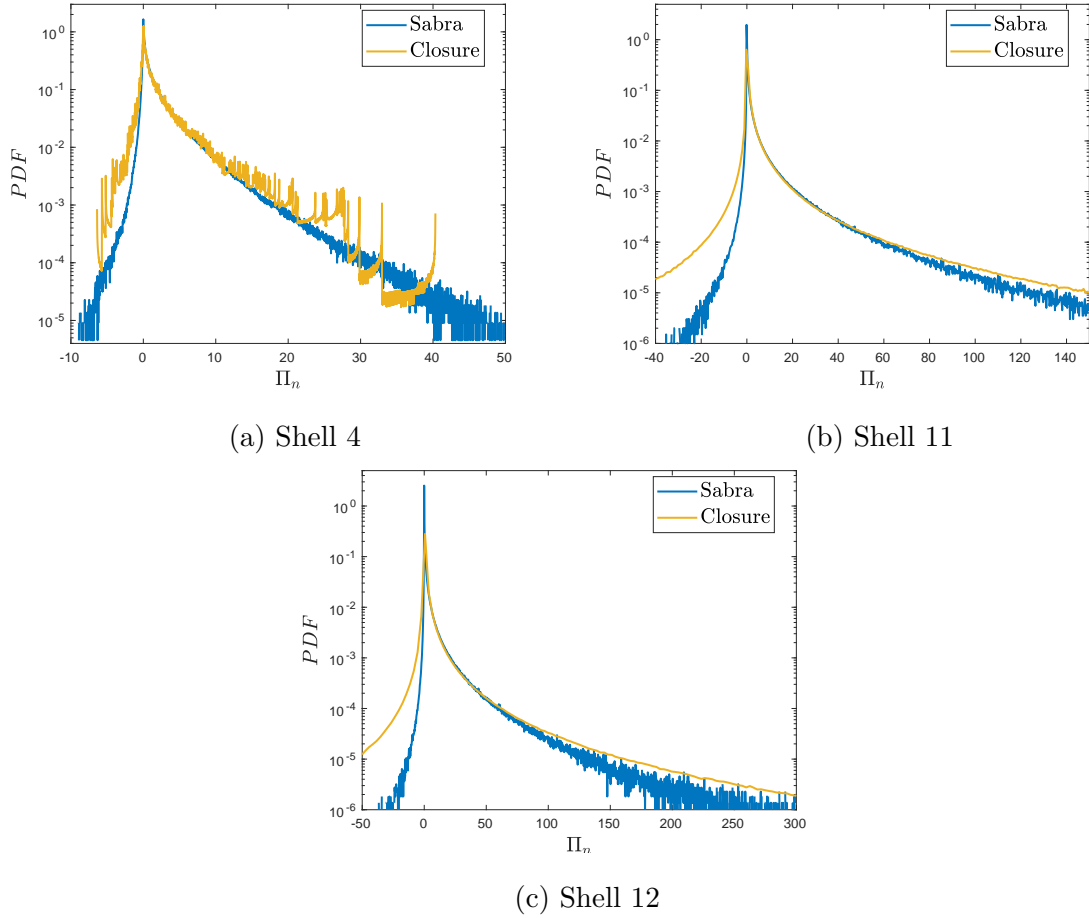 10^0
10^-1
10^-2
10^-3
10^-4
10^-5
PDF
-10 0 10 20 30 40 50
Π_n
Sabra
Closure
(a) Shell 4
10^0
10^-1
10^-2
10^-3
10^-4
10^-5
10^-6
PDF
-40 -20 0 20 40 60 80 100 120 140
Π_n
Sabra
Closure
(b) Shell 11
10^0
10^-1
10^-2
10^-3
10^-4
10^-5
10^-6
PDF
-50 0 50 100 150 200 250 300
Π_n
Sabra
Closure
(c) Shell 12